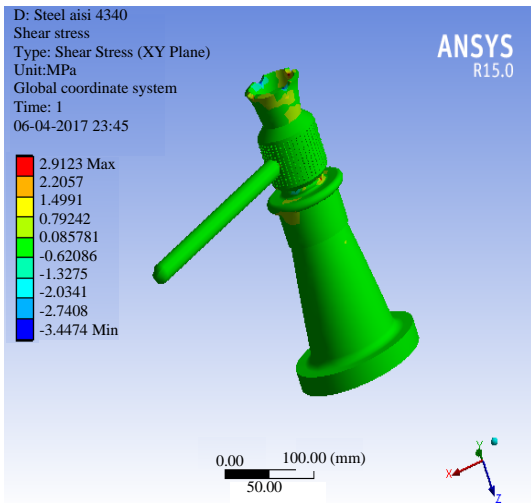 D: Steel aisi 4340
Shear stress
Type: Shear Stress (XY Plane)
Unit:MPa
Global coordinate system
Time: 1
06-04-2017 23:45
ANSYS
R15.0
2.9123 Max
2.2057
1.4991
0.79242
0.085781
-0.62086
-1.3275
-2.0341
-2.7408
-3.4474 Min
0.00 100.00 (mm)
50.00
Y
X
Z